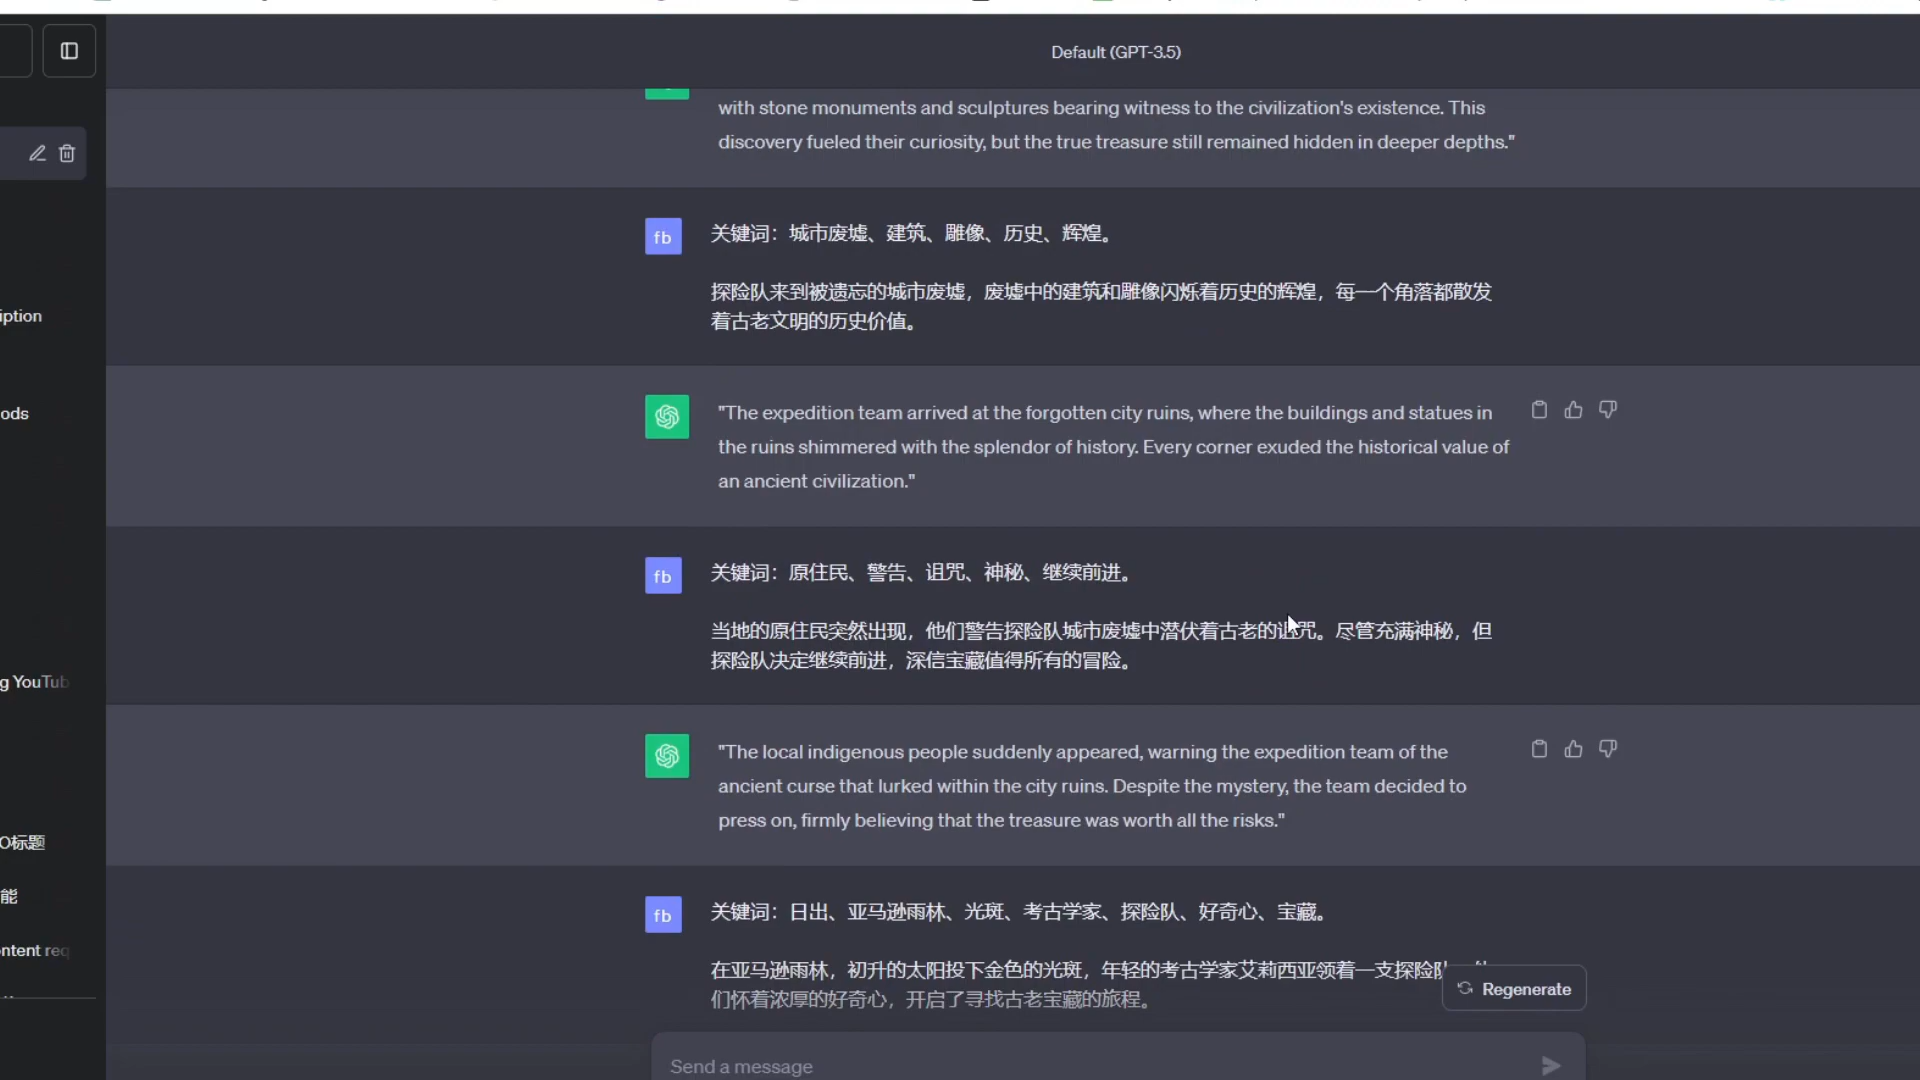 Default (GPT-3.5)
with stone monuments and sculptures bearing witness to the civilization's existence. This
discovery fueled their curiosity, but the true treasure still remained hidden in deeper depths."
fb
关键词：城市废墟、建筑、雕像、历史、辉煌。
探险队来到被遗忘的城市废墟，废墟中的建筑和雕像闪烁着历史的辉煌，每一个角落都散发
着古老文明的历史价值。
iption
"The expedition team arrived at the forgotten city ruins, where the buildings and statues in
the ruins shimmered with the splendor of history. Every corner exuded the historical value of
an ancient civilization."
ods
fb
关键词：原住民、警告、诅咒、神秘、继续前进。
当地的原住民突然出现，他们警告探险队城市废墟中潜伏着古老的诅咒。尽管充满神秘，但
探险队决定继续前进，深信宝藏值得所有的冒险。
g YouTub
"The local indigenous people suddenly appeared, warning the expedition team of the
ancient curse that lurked within the city ruins. Despite the mystery, the team decided to
press on, firmly believing that the treasure was worth all the risks."
O标题
能
fb
关键词：日出、亚马逊雨林、光斑、考古学家、探险队、好奇心、宝藏。
ontent req
在亚马逊雨林，初升的太阳投下金色的光斑，年轻的考古学家艾莉西亚领着一支探险队
们怀着浓厚的好奇心，开启了寻找古老宝藏的旅程。
Regenerate
Send a message